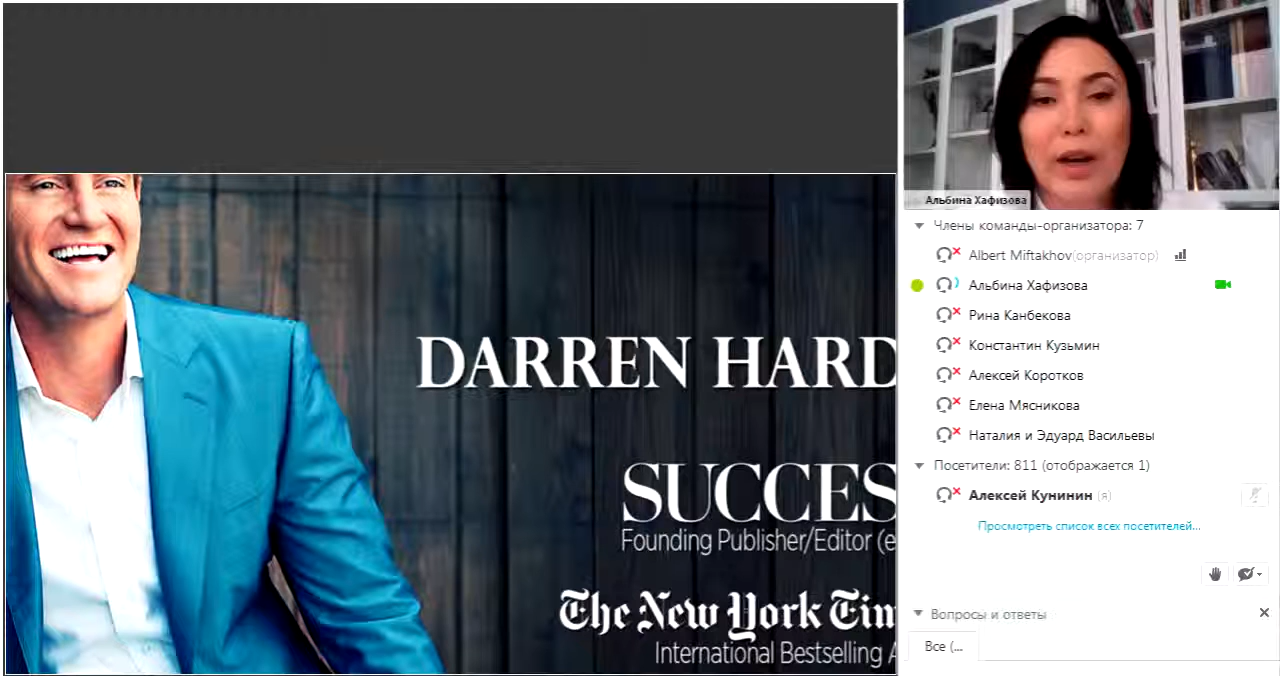 DARREN HARD
SUCCES
Founding Publisher/Editor (e
The New York Tim
International Bestselling A
Альбина Хафизова
Члены команды-организатора: 7
Albert Miftakhov(организатор)
Альбина Хафизова
Рина Канбекова
Константин Кузьмин
Алексей Коротков
Елена Мясникова
Наталия и Эдуард Васильевы
Посетители: 811 (отображается 1)
Алексей Кунинин (я)
Просмотреть список всех посетителей...
Вопросы и ответы
Все (...